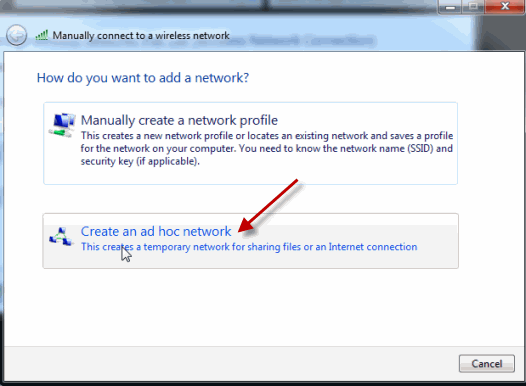 Manually connect to a wireless network
How do you want to add a network?
Manually create a network profile
This creates a new network profile or locates an existing network and saves a profile
for the network on your computer. You need to know the network name (SSID) and
security key (if applicable).
Create an ad hoc network
This creates a temporary network for sharing files or an Internet connection
Cancel